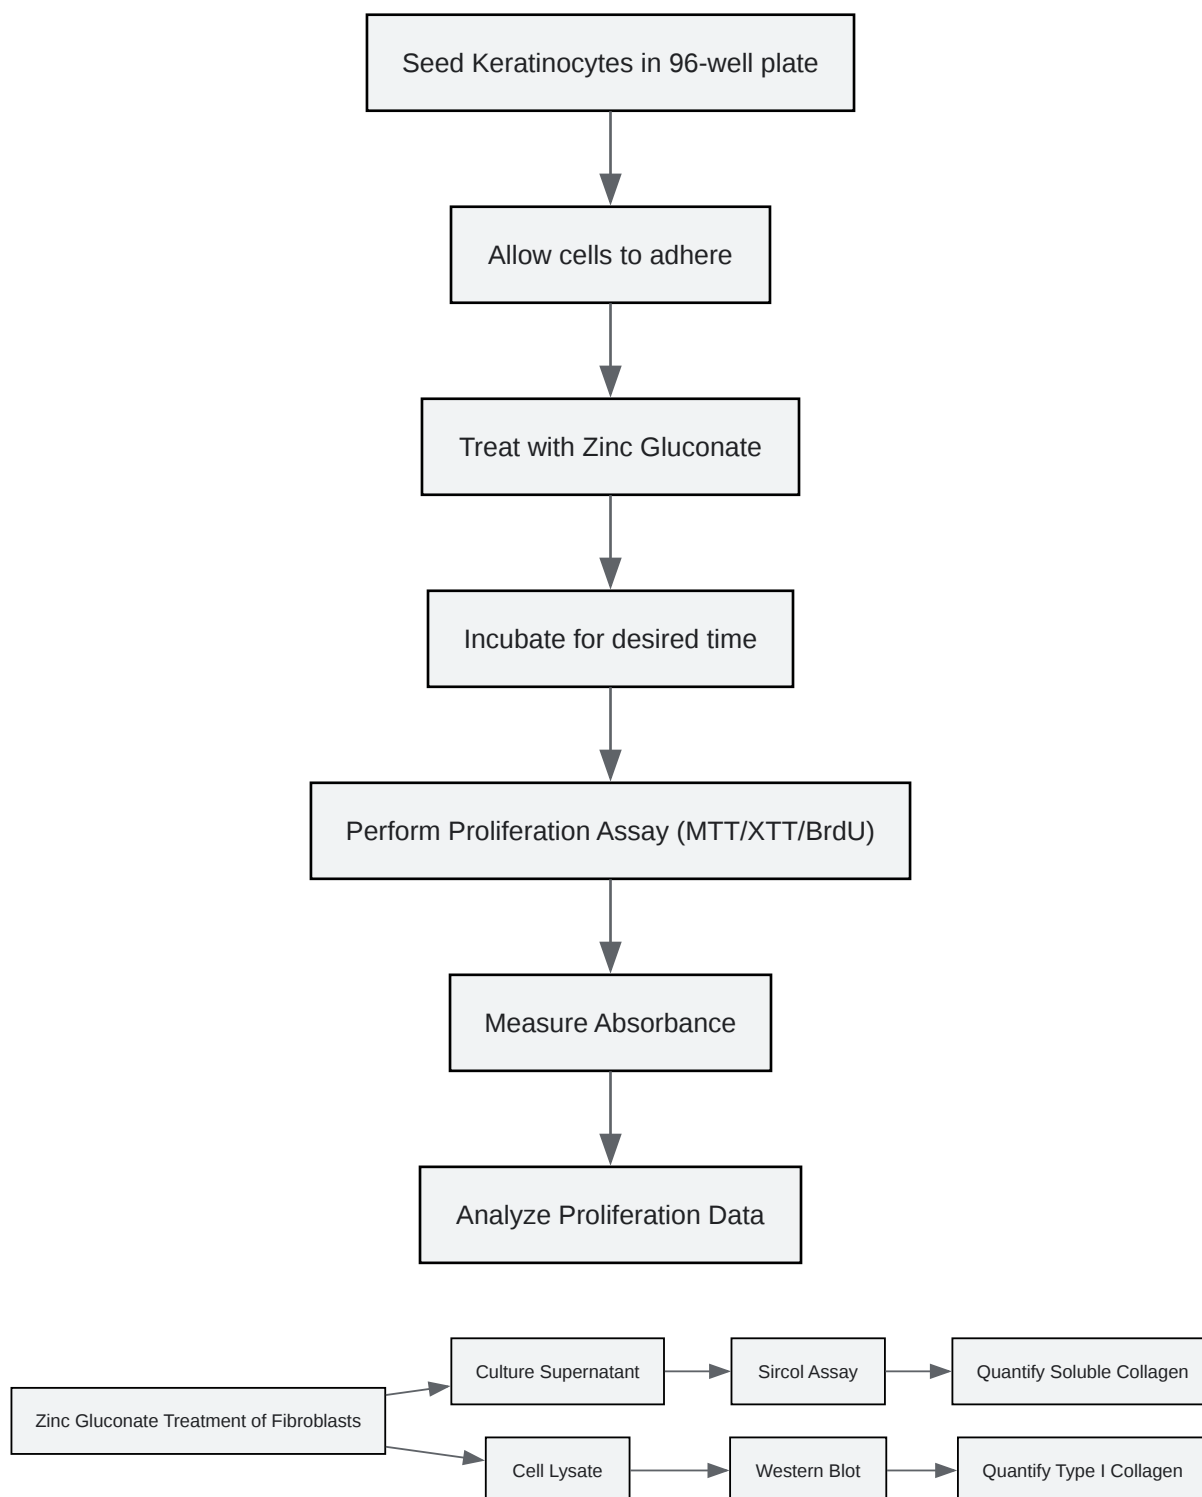 Seed Keratinocytes in 96-well plate
Allow cells to adhere
Treat with Zinc Gluconate
Incubate for desired time
Perform Proliferation Assay (MTT/XTT/BrdU)
Measure Absorbance
Analyze Proliferation Data
Zinc Gluconate Treatment of Fibroblasts
Culture Supernatant
Sircol Assay
Quantify Soluble Collagen
Cell Lysate
Western Blot
Quantify Type I Collagen